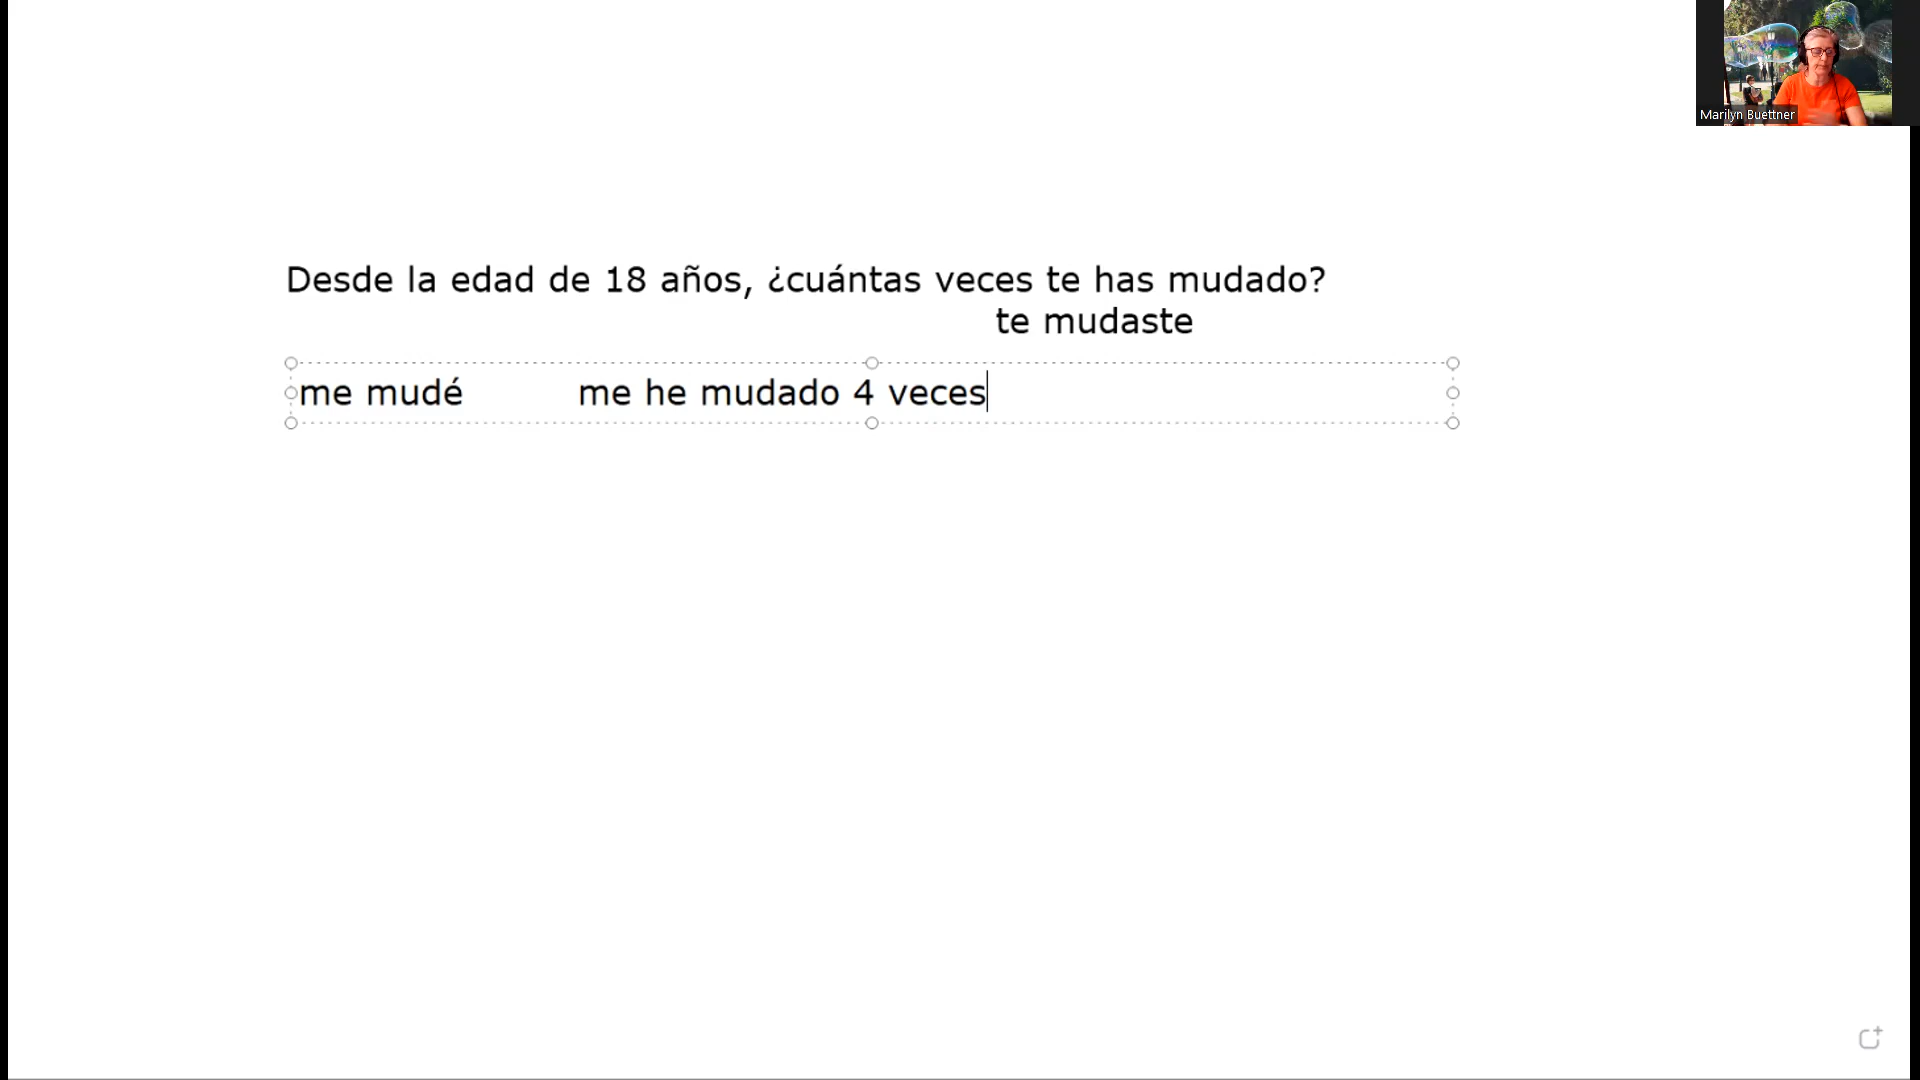 Marilyn Buettner
Desde la edad de 18 años, ¿cuántas veces te has mudado?
te mudaste
me mudé me he mudado 4 veces